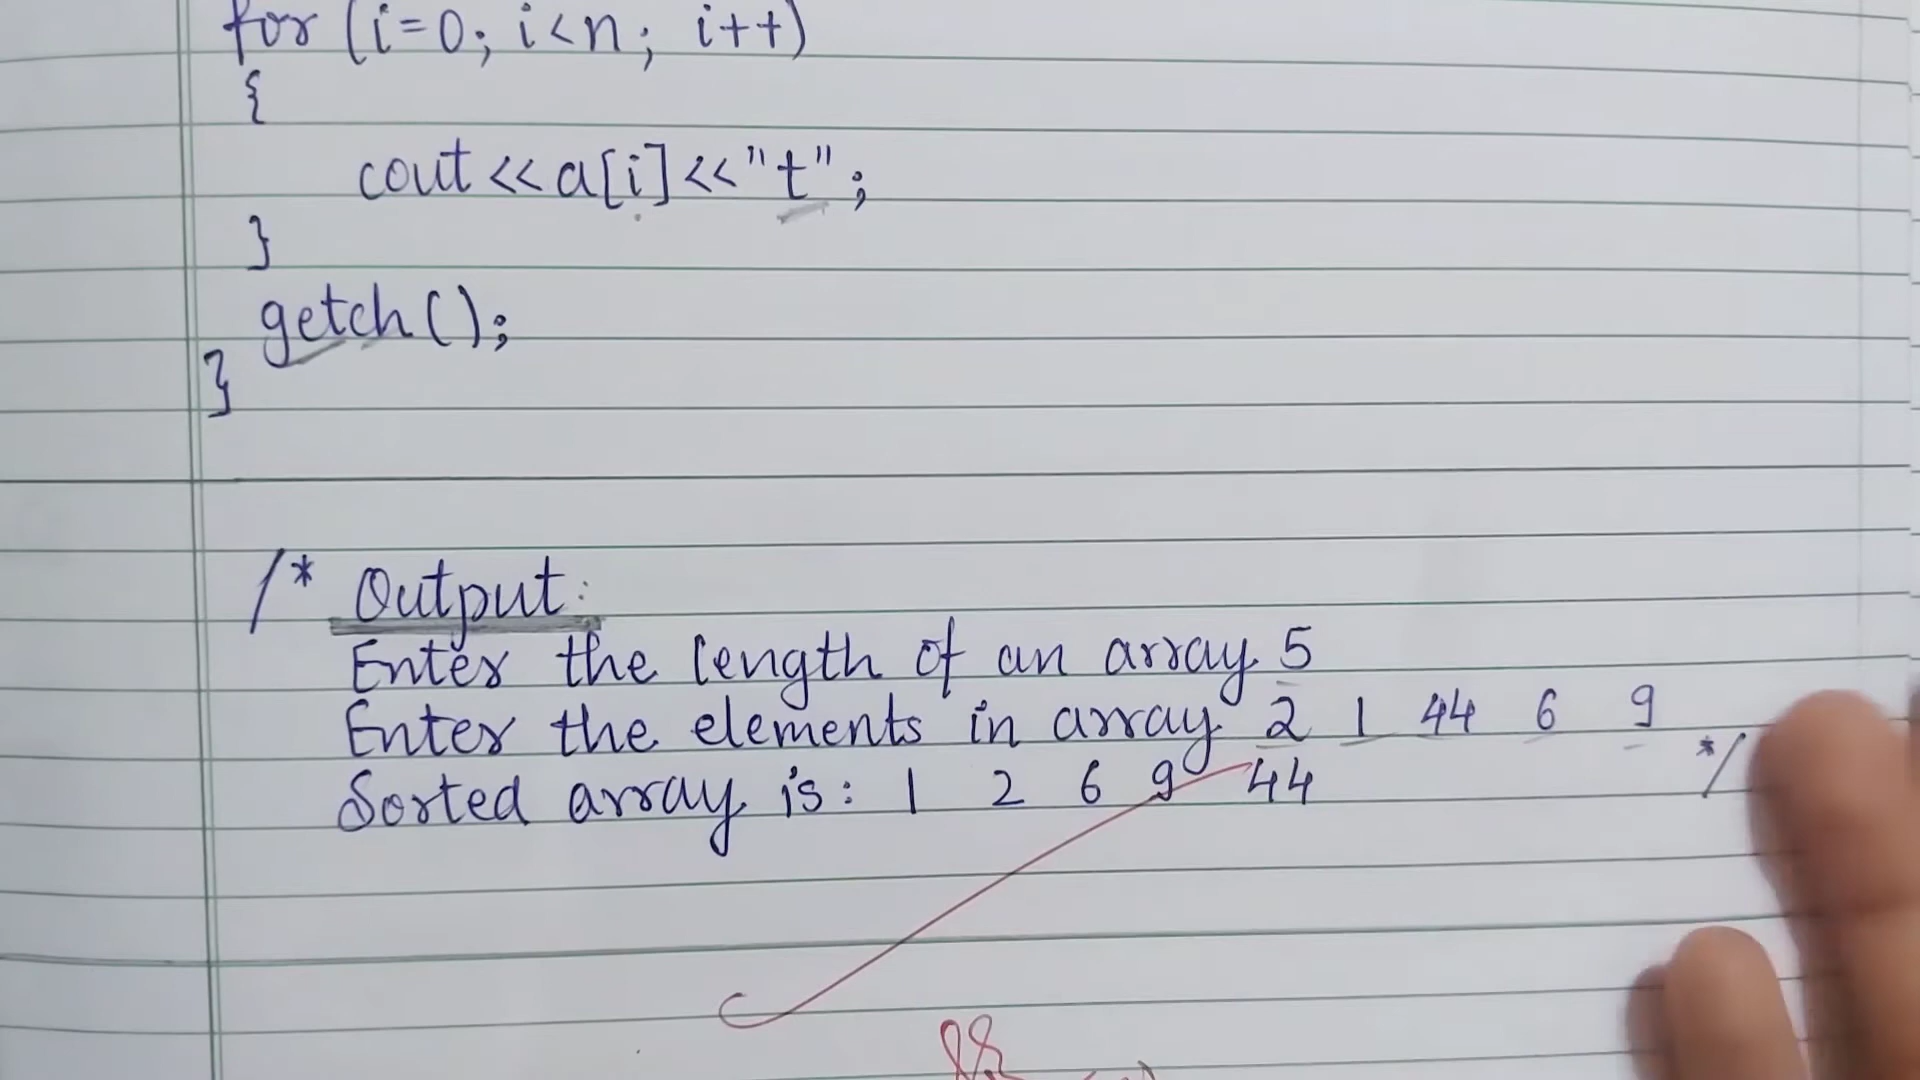 for (i=0; i<n; i++)
{
cout<<a[i]<<"t";
}
getch();
}
/* Output:
Enter the length of an array 5
Enter the elements in array 2 1 44 6 9
Sorted array is: 1 2 6 9 44 */